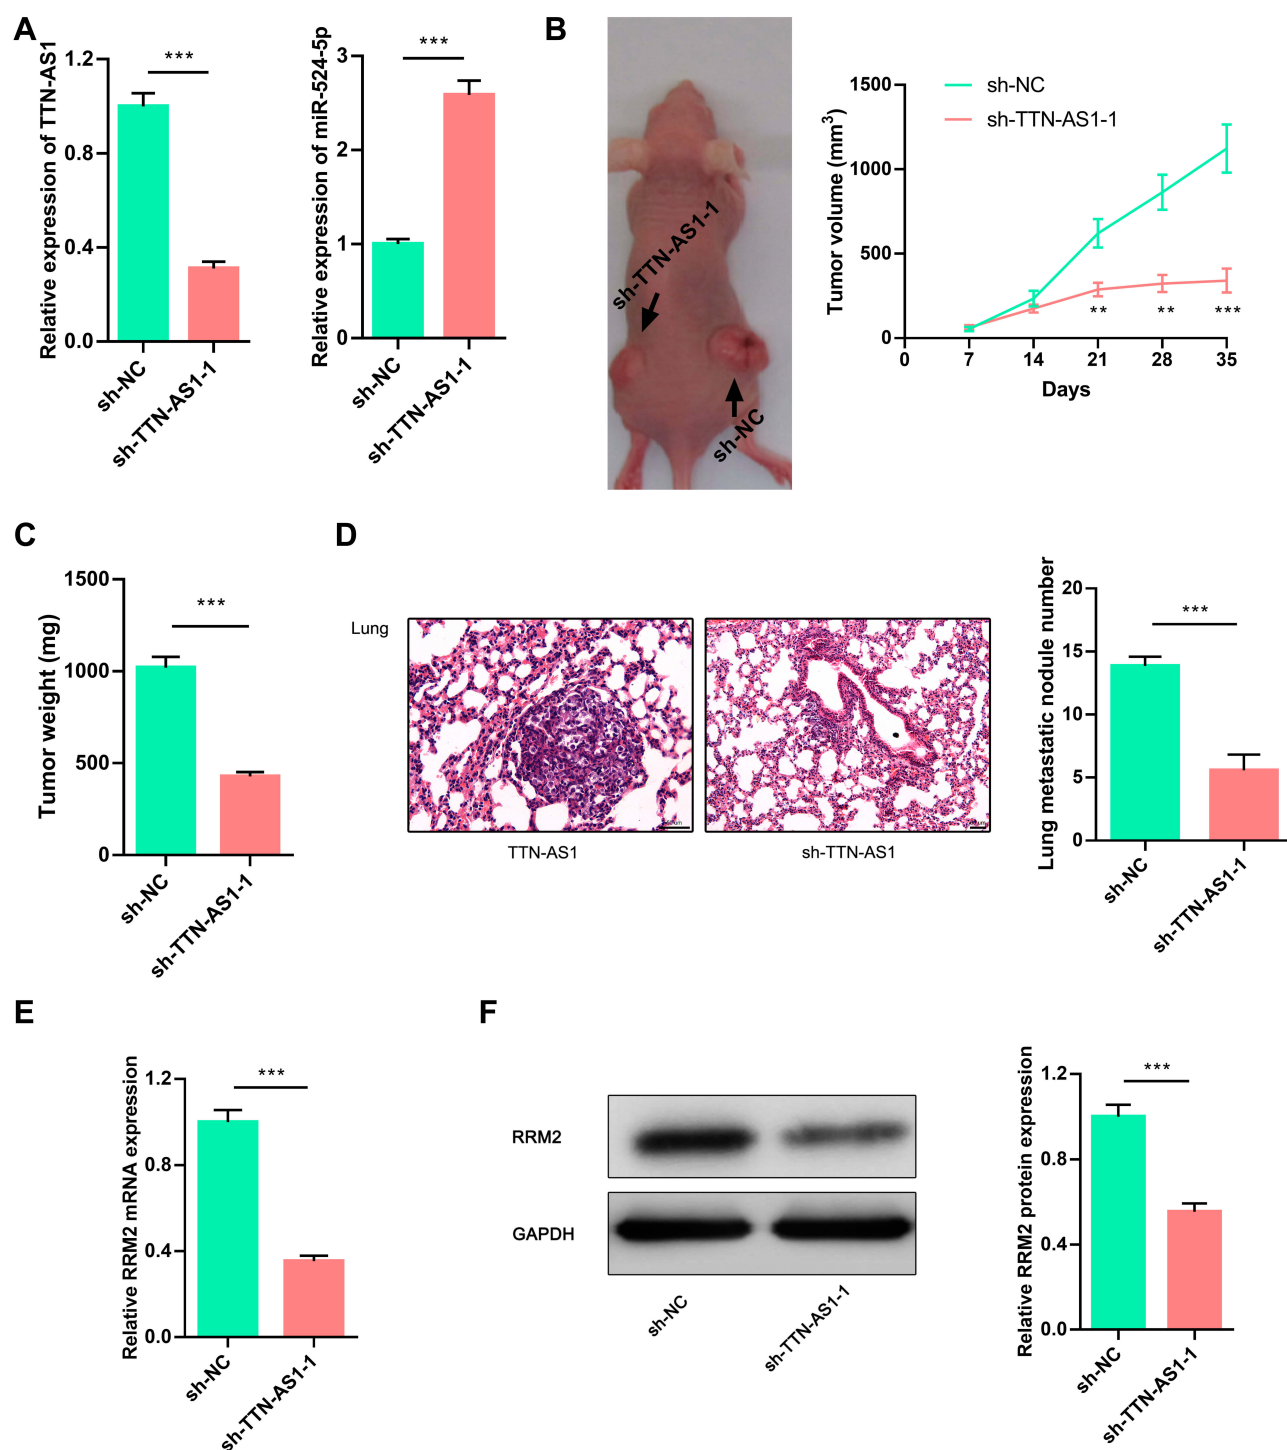 A
Relative expression of TTN-AS1
1.2
0.8
0.4
0.0
***
sh-NC
sh-TTN-AS1-1
Relative expression of miR-524-5p
3
2
1
0
***
sh-NC
sh-TTN-AS1-1
B
sh-TTN-AS1-1
sh-NC
Tumor volume (mm3)
1500
1000
500
0
sh-NC
sh-TTN-AS1-1
** ** ***
0 7 14 21 28 35
Days
C
Tumor weight (mg)
1500
1000
500
0
***
sh-NC
sh-TTN-AS1-1
D
Lung
TTN-AS1
sh-TTN-AS1
Lung metastatic nodule number
20
15
10
5
0
***
sh-NC
sh-TTN-AS1-1
E
Relative RRM2 mRNA expression
1.2
0.8
0.4
0.0
***
sh-NC
sh-TTN-AS1-1
F
RRM2
GAPDH
sh-NC
sh-TTN-AS1-1
Relative RRM2 protein expression
1.2
0.8
0.4
0.0
***
sh-NC
sh-TTN-AS1-1